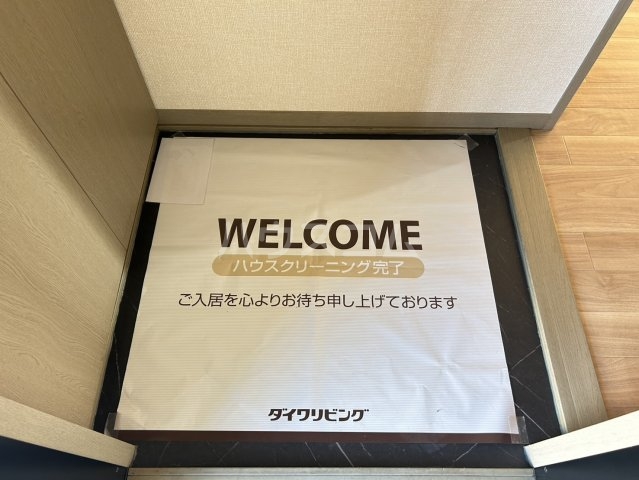 WELCOME
ハウスクリーニング完了
ご入居を心よりお待ち申し上げております
ダイワリビング